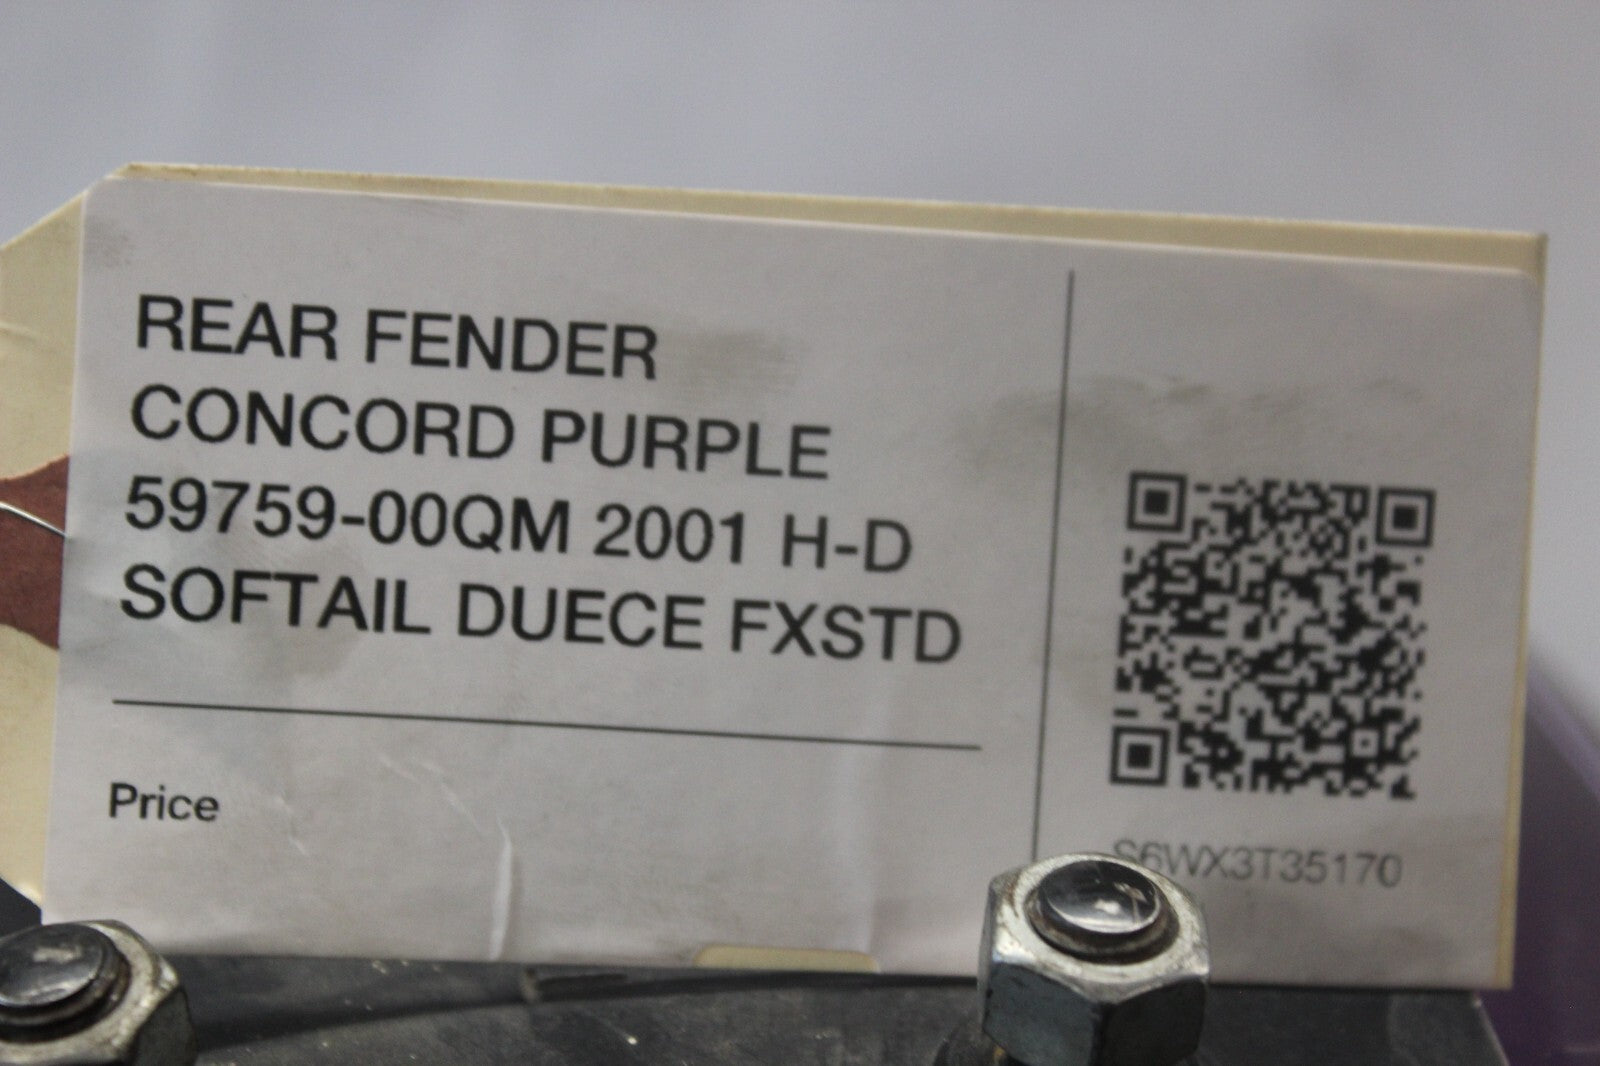 REAR FENDER
CONCORD PURPLE
59759-00QM 2001 H-D
SOFTAIL DUECE FXSTD
Price
S6WX3T35170